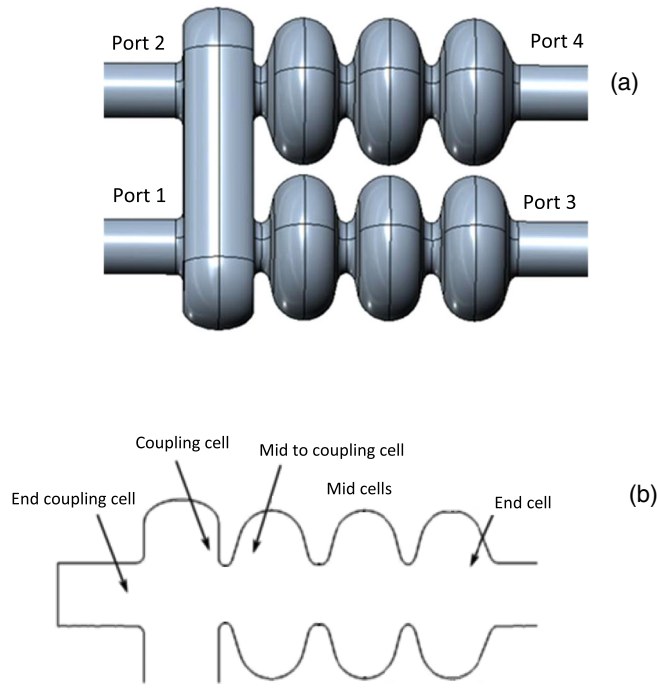 Port 2
Port 4
(a)
Port 1
Port 3
Coupling cell
Mid to coupling cell
Mid cells
(b)
End coupling cell
End cell